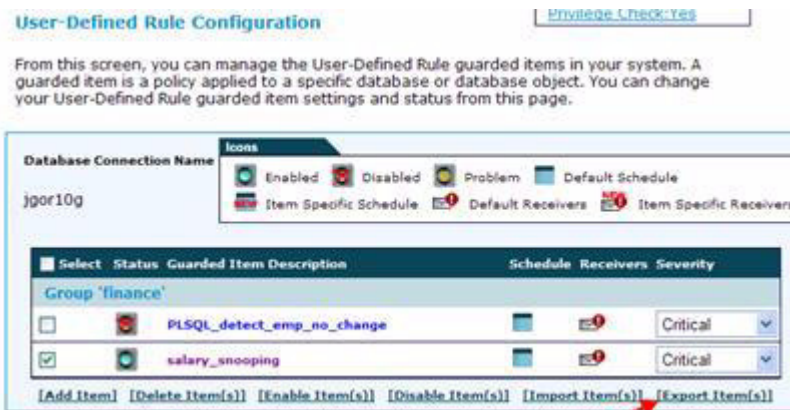 Privilege Check:Yes
User-Defined Rule Configuration
From this screen, you can manage the User-Defined Rule guarded items in your system. A
guarded item is a policy applied to a specific database or database object. You can change
your User-Defined Rule guarded item settings and status from this page.
Icons
Database Connection Name
Enabled Disabled Problem Default Schedule
jgor10g
Item Specific Schedule Default Receivers Item Specific Receivers
Select Status Guarded Item Description Schedule Receivers Severity
Group 'finance'
PLSQL_detect_emp_no_change Critical
salary_snooping Critical
[Add Item] [Delete Item(s)] [Enable Item(s)] [Disable Item(s)] [Import Item(s)] [Export Item(s)]